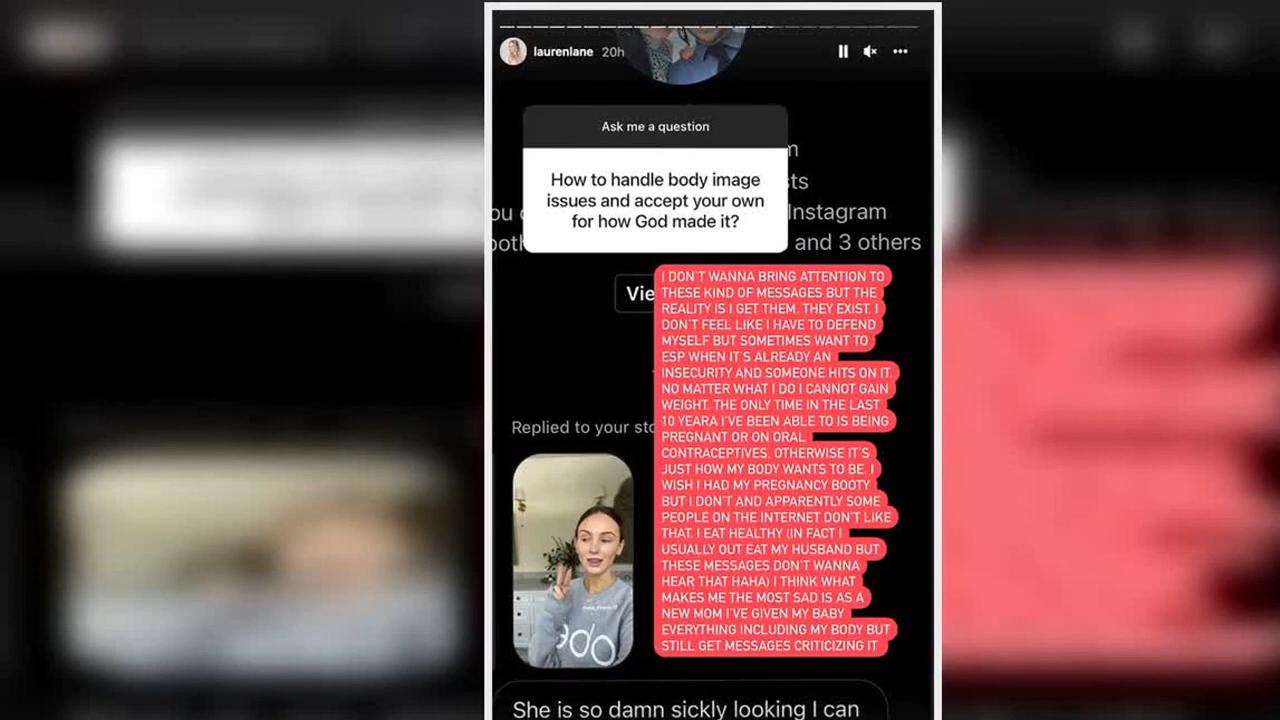 laurenlane 20h
Ask me a question
How to handle body image
issues and accept your own
for how God made it?
Instagram
and 3 others
I DON'T WANNA BRING ATTENTION TO
THESE KIND OF MESSAGES BUT THE
REALITY IS I GET THEM. THEY EXIST. I
DON'T FEEL LIKE I HAVE TO DEFEND
MYSELF BUT SOMETIMES WANT TO
ESP WHEN IT'S ALREADY AN
INSECURITY AND SOMEONE HITS ON IT.
NO MATTER WHAT I DO I CANNOT GAIN
WEIGHT. THE ONLY TIME IN THE LAST
10 YEARA I'VE BEEN ABLE TO IS BEING
PREGNANT OR ON ORAL
CONTRACEPTIVES. OTHERWISE IT'S
JUST HOW MY BODY WANTS TO BE. I
WISH I HAD MY PREGNANCY BOOTY
BUT I DON'T AND APPARENTLY SOME
PEOPLE ON THE INTERNET DON'T LIKE
THAT. I EAT HEALTHY (IN FACT I
USUALLY OUT EAT MY HUSBAND BUT
THESE MESSAGES DON'T WANNA
HEAR THAT HAHA) I THINK WHAT
MAKES ME THE MOST SAD IS AS A
NEW MOM I'VE GIVEN MY BABY
EVERYTHING INCLUDING MY BODY BUT
STILL GET MESSAGES CRITICIZING IT
Vie
Replied to your sto
She is so damn sickly looking I can